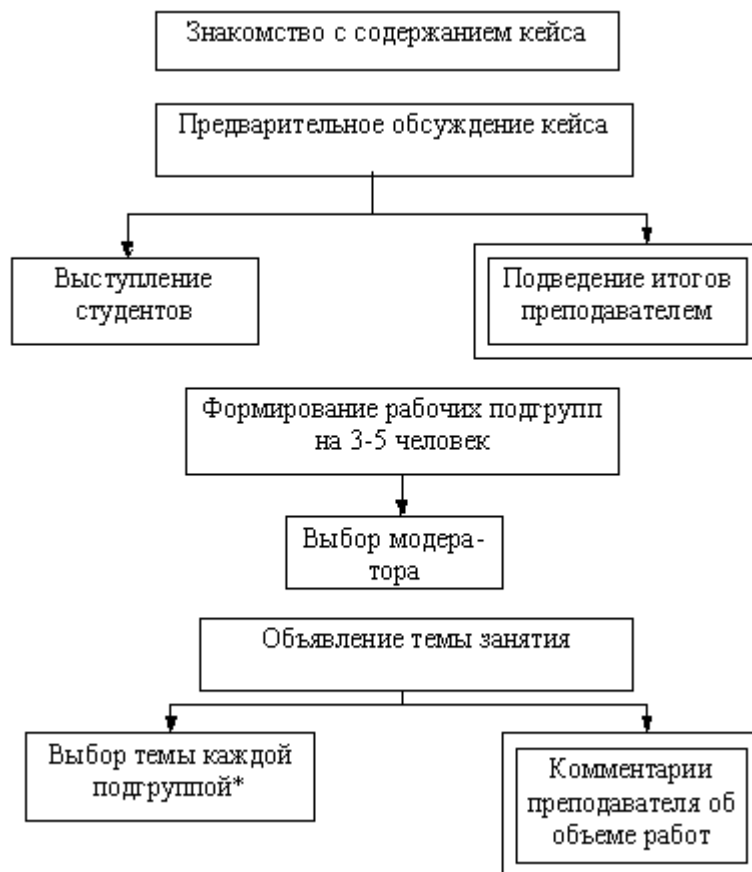 Знакомство с содержанием кейса
Предварительное обсуждение кейса
Выступление
студентов
Подведение итогов
преподавателем
Формирование рабочих подгрупп
на 3-5 человек
Выбор модера-
тора
Объявление темы занятия
Выбор темы каждой
подгруппой*
Комментарии
преподавателя об
объеме работ